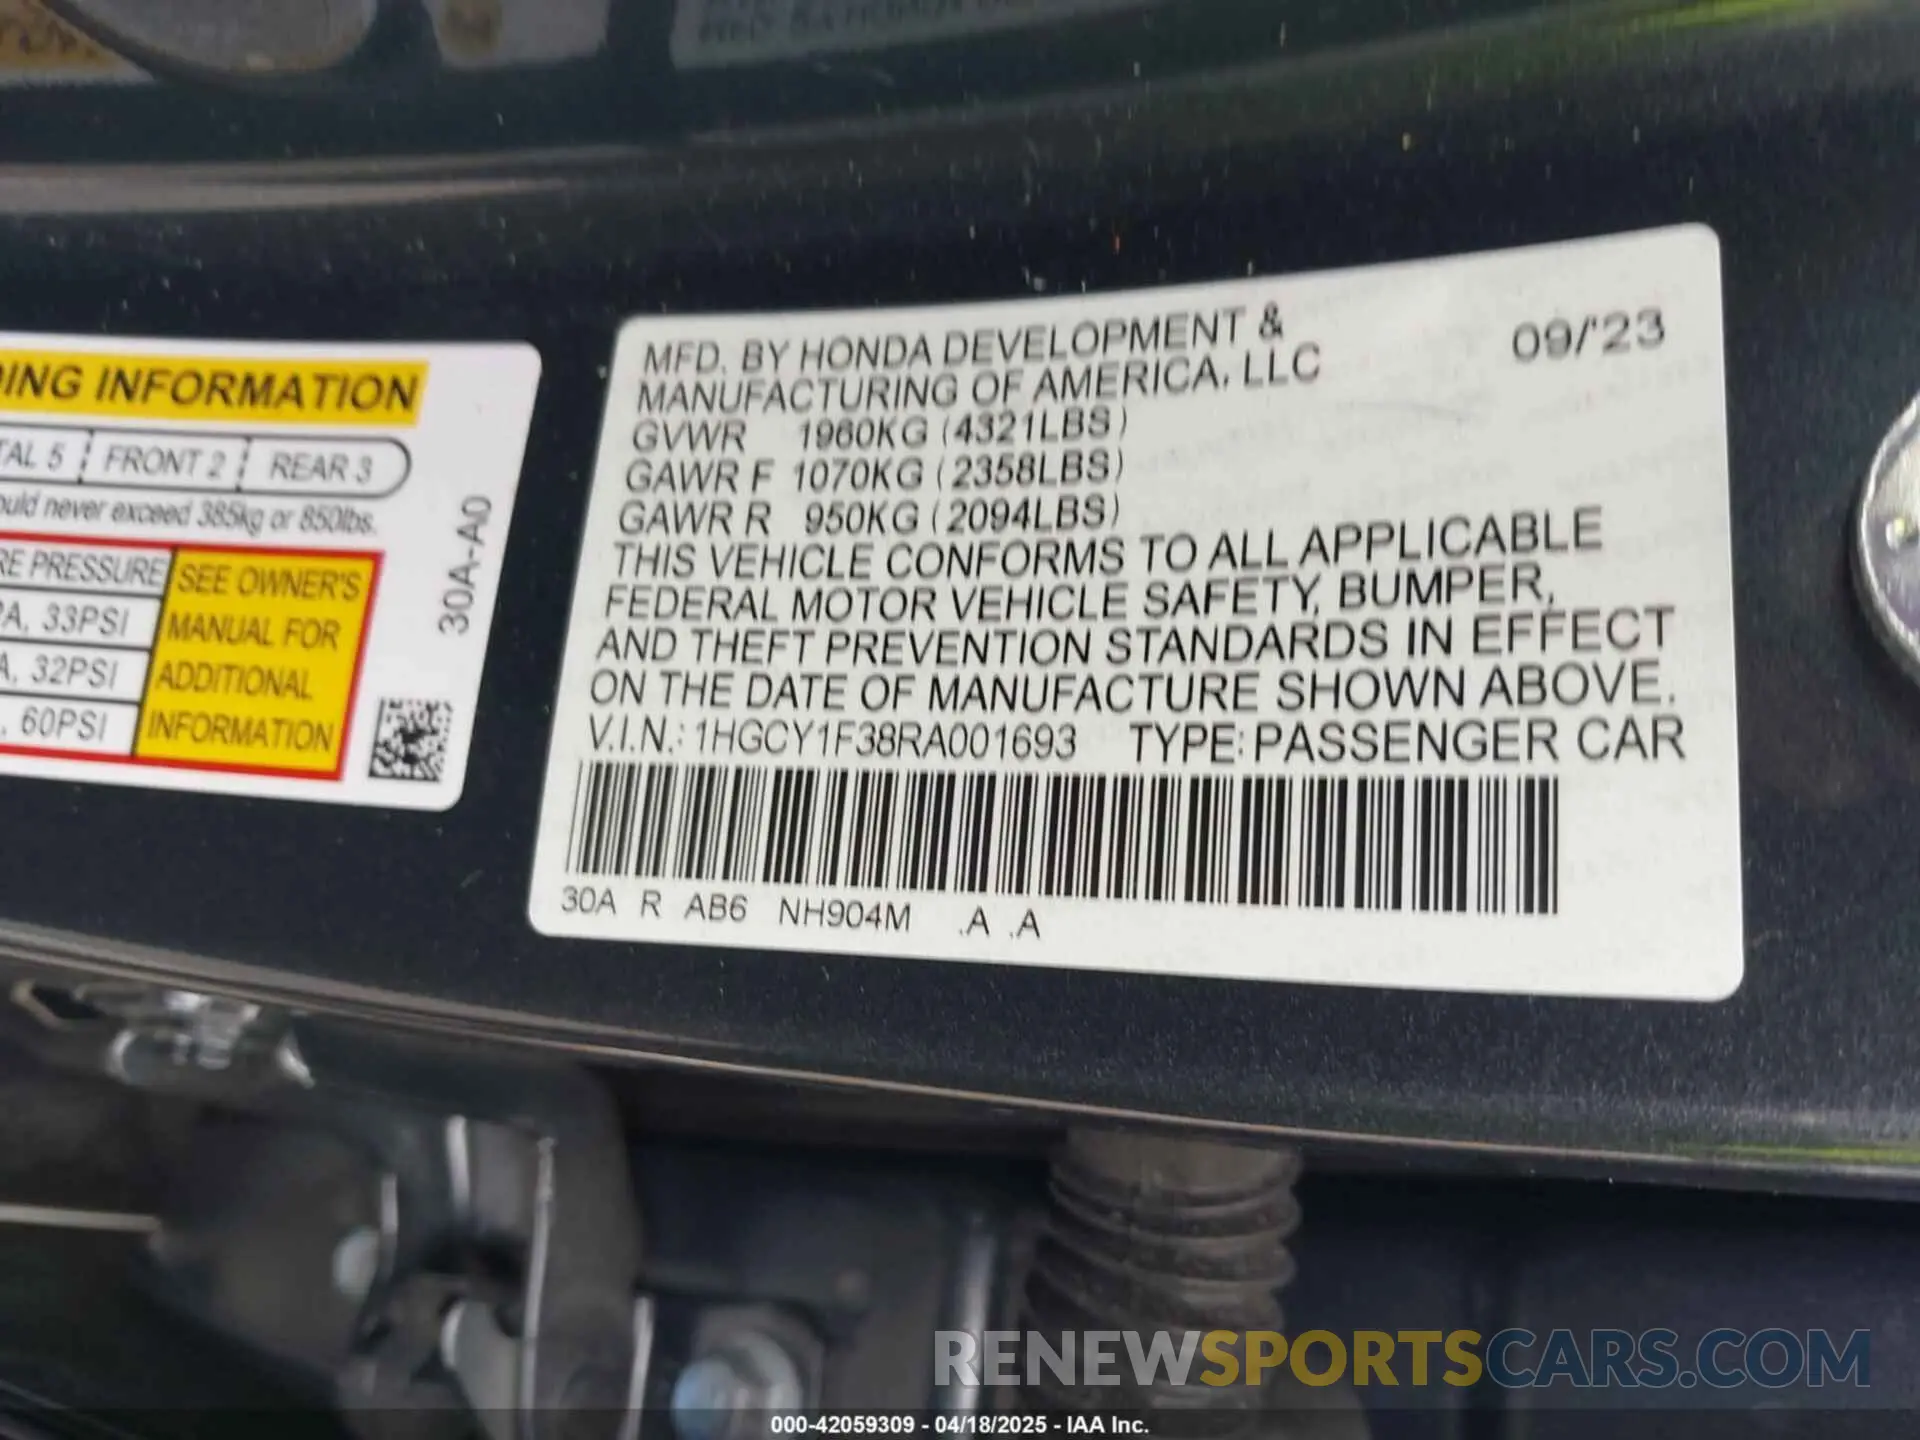 DING INFORMATION
TAL 5 FRONT 2 REAR 3
ould never exceed 385kg or 850lbs.
RE PRESSURE
PA, 33PSI
A, 32PSI
, 60PSI
SEE OWNER'S
MANUAL FOR
ADDITIONAL
INFORMATION
30A-A0
MFD. BY HONDA DEVELOPMENT &
MANUFACTURING OF AMERICA, LLC
09/'23
GVWR 1960KG (4321LBS)
GAWR F 1070KG (2358LBS)
GAWR R 950KG (2094LBS)
THIS VEHICLE CONFORMS TO ALL APPLICABLE
FEDERAL MOTOR VEHICLE SAFETY, BUMPER,
AND THEFT PREVENTION STANDARDS IN EFFECT
ON THE DATE OF MANUFACTURE SHOWN ABOVE.
V.I.N.: 1HGCY1F38RA001693 TYPE: PASSENGER CAR
30A R AB6 NH904M .A .A
RENEWSPORTSCARS.COM
000-42059309 - 04/18/2025 - IAA Inc.